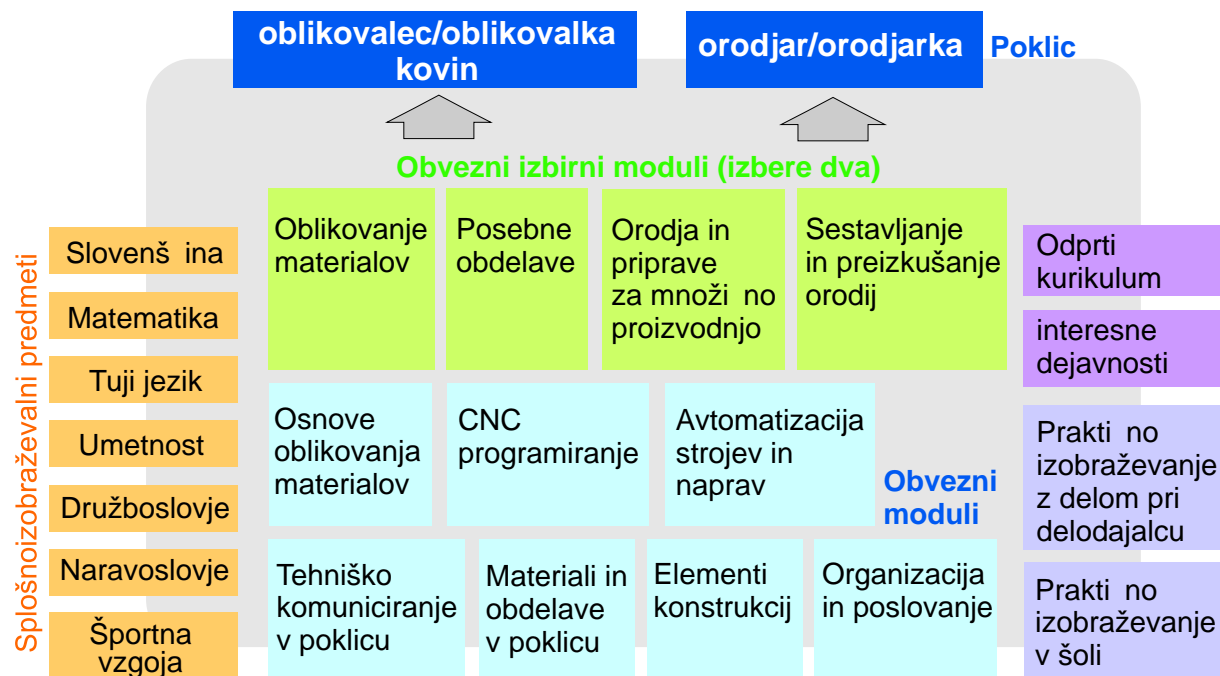 oblikovalec/oblikovalka
kovin
orodjar/orodjarka
Poklic
Obvezni izbirni moduli (izbere dva)
Oblikovanje
materialov
Posebne
obdelave
Orodja in
priprave
za množi no
proizvodnjo
Sestavljanje
in preizkušanje
orodij
Splošnoizobraževalni predmeti
Slovenš ina
Matematika
Tuji jezik
Umetnost
Družboslovje
Naravoslovje
Športna
vzgoja
Osnove
oblikovanja
materialov
CNC
programiranje
Avtomatizacija
strojev in
naprav
Obvezni
moduli
Tehniško
komuniciranje
v poklicu
Materiali in
obdelave
v poklicu
Elementi
konstrukcij
Organizacija
in poslovanje
Odprti
kurikulum
interesne
dejavnosti
Prakti no
izobraževanje
z delom pri
delodajalcu
Prakti no
izobraževanje
v šoli